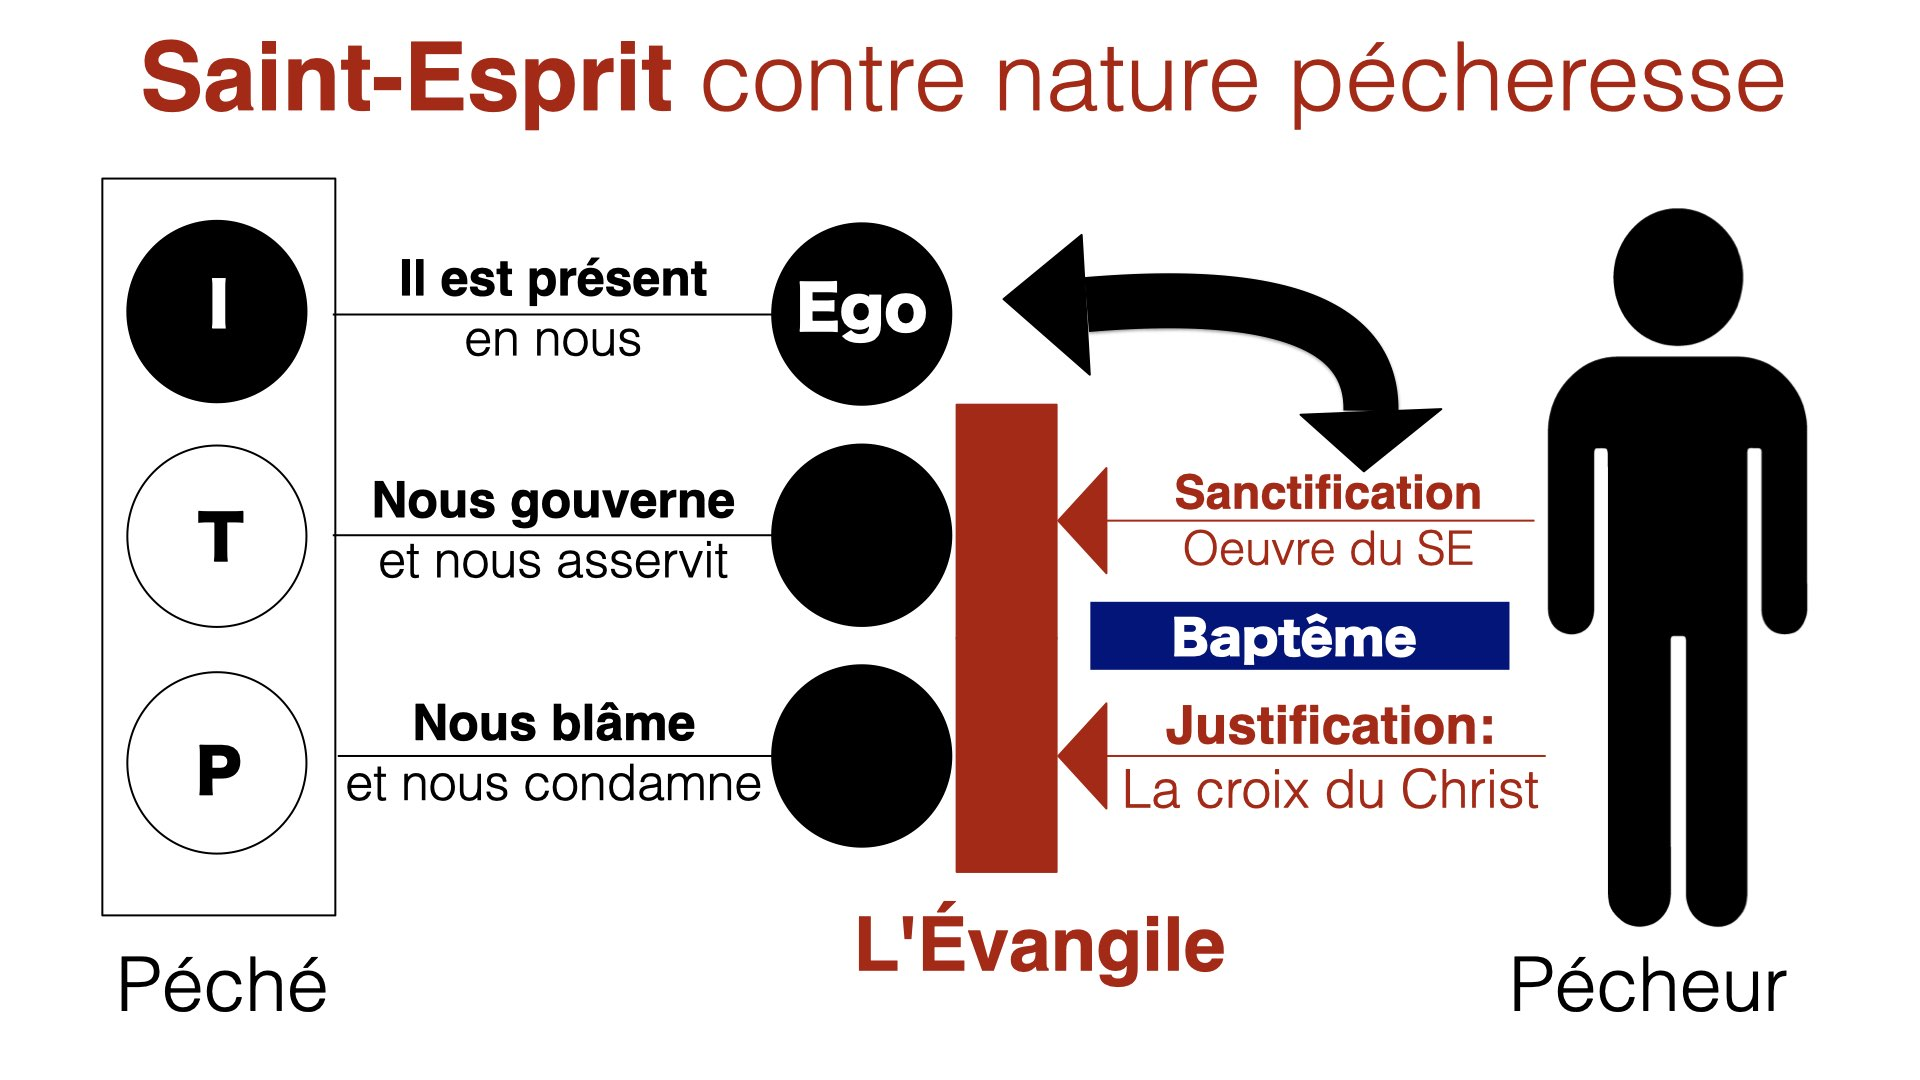 Saint-Esprit contre nature pécheresse
I
Il est présent
en nous
Ego
T
Nous gouverne
et nous asservit
Sanctification
Oeuvre du SE
Baptême
P
Nous blâme
et nous condamne
Justification:
La croix du Christ
L'Évangile
Péché
Pécheur